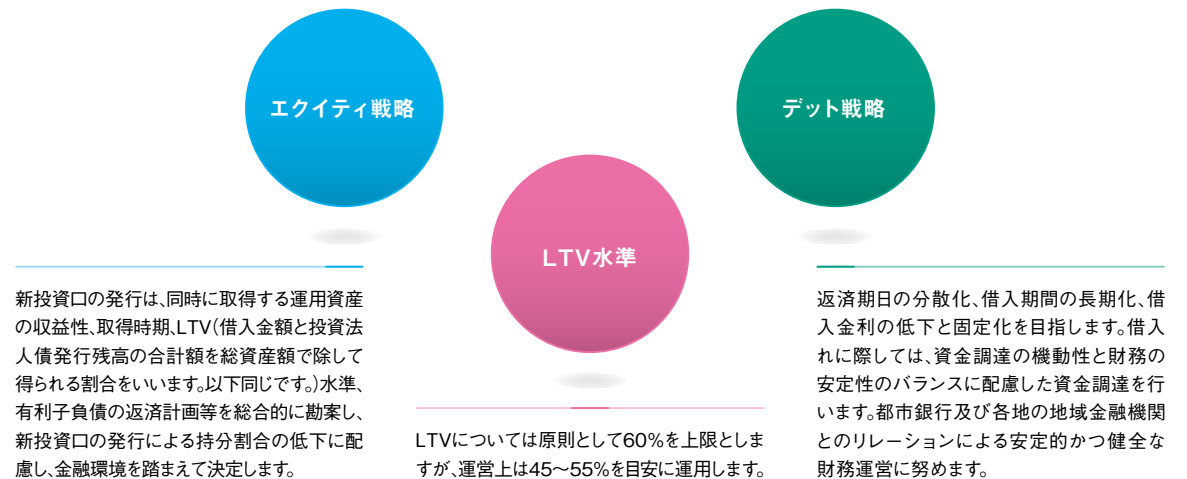 エクイティ戦略
新投資口の発行は、同時に取得する運用資産
の収益性、取得時期、LTV(借入金額と投資法
人債発行残高の合計額を総資産額で除して
得られる割合をいいます。以下同じです。)水準、
有利子負債の返済計画等を総合的に勘案し、
新投資口の発行による持分割合の低下に配
慮し、金融環境を踏まえて決定します。
LTV水準
LTVについては原則として60%を上限としま
すが、運営上は45〜55%を目安に運用します。
デット戦略
返済期日の分散化、借入期間の長期化、借
入金利の低下と固定化を目指します。借入
れに際しては、資金調達の機動性と財務の
安定性のバランスに配慮した資金調達を行
います。都市銀行及び各地の地域金融機関
とのリレーションによる安定的かつ健全な
財務運営に努めます。